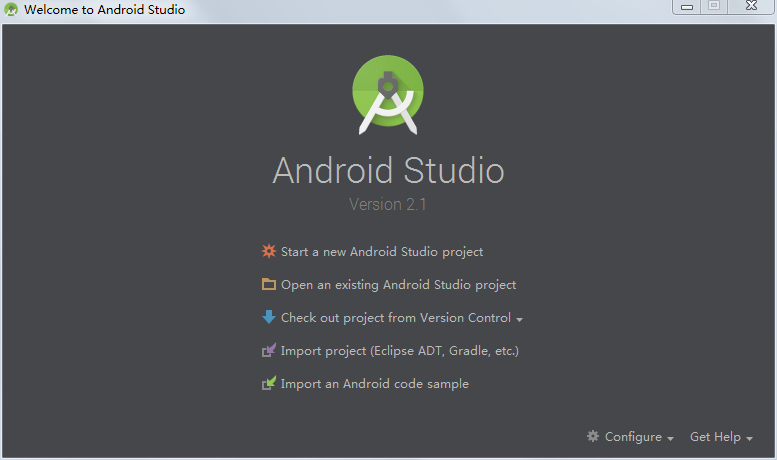 Welcome to Android Studio
Android Studio
Version 2.1
Start a new Android Studio project
Open an existing Android Studio project
Check out project from Version Control
Import project (Eclipse ADT, Gradle, etc.)
Import an Android code sample
Configure Get Help